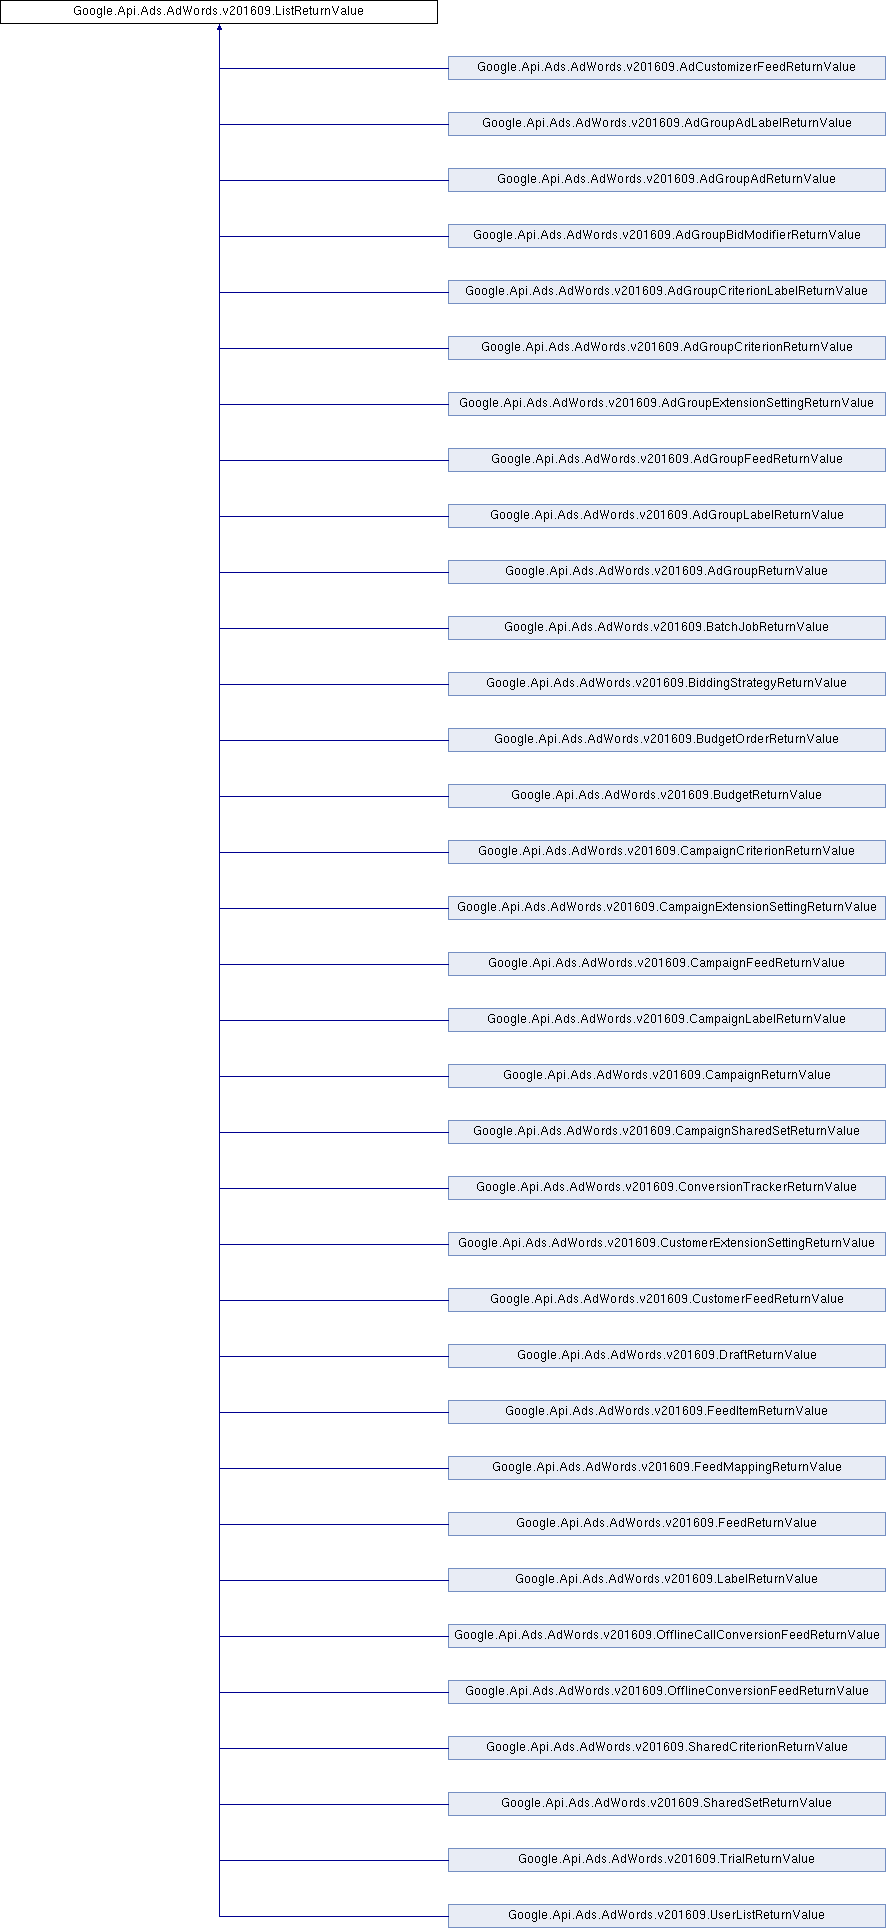 Google.Api.Ads.AdWords.v201609.ListReturnValue
Google.Api.Ads.AdWords.v201609.AdCustomizerFeedReturnValue
Google.Api.Ads.AdWords.v201609.AdGroupAdLabelReturnValue
Google.Api.Ads.AdWords.v201609.AdGroupAdReturnValue
Google.Api.Ads.AdWords.v201609.AdGroupBidModifierReturnValue
Google.Api.Ads.AdWords.v201609.AdGroupCriterionLabelReturnValue
Google.Api.Ads.AdWords.v201609.AdGroupCriterionReturnValue
Google.Api.Ads.AdWords.v201609.AdGroupExtensionSettingReturnValue
Google.Api.Ads.AdWords.v201609.AdGroupFeedReturnValue
Google.Api.Ads.AdWords.v201609.AdGroupLabelReturnValue
Google.Api.Ads.AdWords.v201609.AdGroupReturnValue
Google.Api.Ads.AdWords.v201609.BatchJobReturnValue
Google.Api.Ads.AdWords.v201609.BiddingStrategyReturnValue
Google.Api.Ads.AdWords.v201609.BudgetOrderReturnValue
Google.Api.Ads.AdWords.v201609.BudgetReturnValue
Google.Api.Ads.AdWords.v201609.CampaignCriterionReturnValue
Google.Api.Ads.AdWords.v201609.CampaignExtensionSettingReturnValue
Google.Api.Ads.AdWords.v201609.CampaignFeedReturnValue
Google.Api.Ads.AdWords.v201609.CampaignLabelReturnValue
Google.Api.Ads.AdWords.v201609.CampaignReturnValue
Google.Api.Ads.AdWords.v201609.CampaignSharedSetReturnValue
Google.Api.Ads.AdWords.v201609.ConversionTrackerReturnValue
Google.Api.Ads.AdWords.v201609.CustomerExtensionSettingReturnValue
Google.Api.Ads.AdWords.v201609.CustomerFeedReturnValue
Google.Api.Ads.AdWords.v201609.DraftReturnValue
Google.Api.Ads.AdWords.v201609.FeedItemReturnValue
Google.Api.Ads.AdWords.v201609.FeedMappingReturnValue
Google.Api.Ads.AdWords.v201609.FeedReturnValue
Google.Api.Ads.AdWords.v201609.LabelReturnValue
Google.Api.Ads.AdWords.v201609.OfflineCallConversionFeedReturnValue
Google.Api.Ads.AdWords.v201609.OfflineConversionFeedReturnValue
Google.Api.Ads.AdWords.v201609.SharedCriterionReturnValue
Google.Api.Ads.AdWords.v201609.SharedSetReturnValue
Google.Api.Ads.AdWords.v201609.TrialReturnValue
Google.Api.Ads.AdWords.v201609.UserListReturnValue